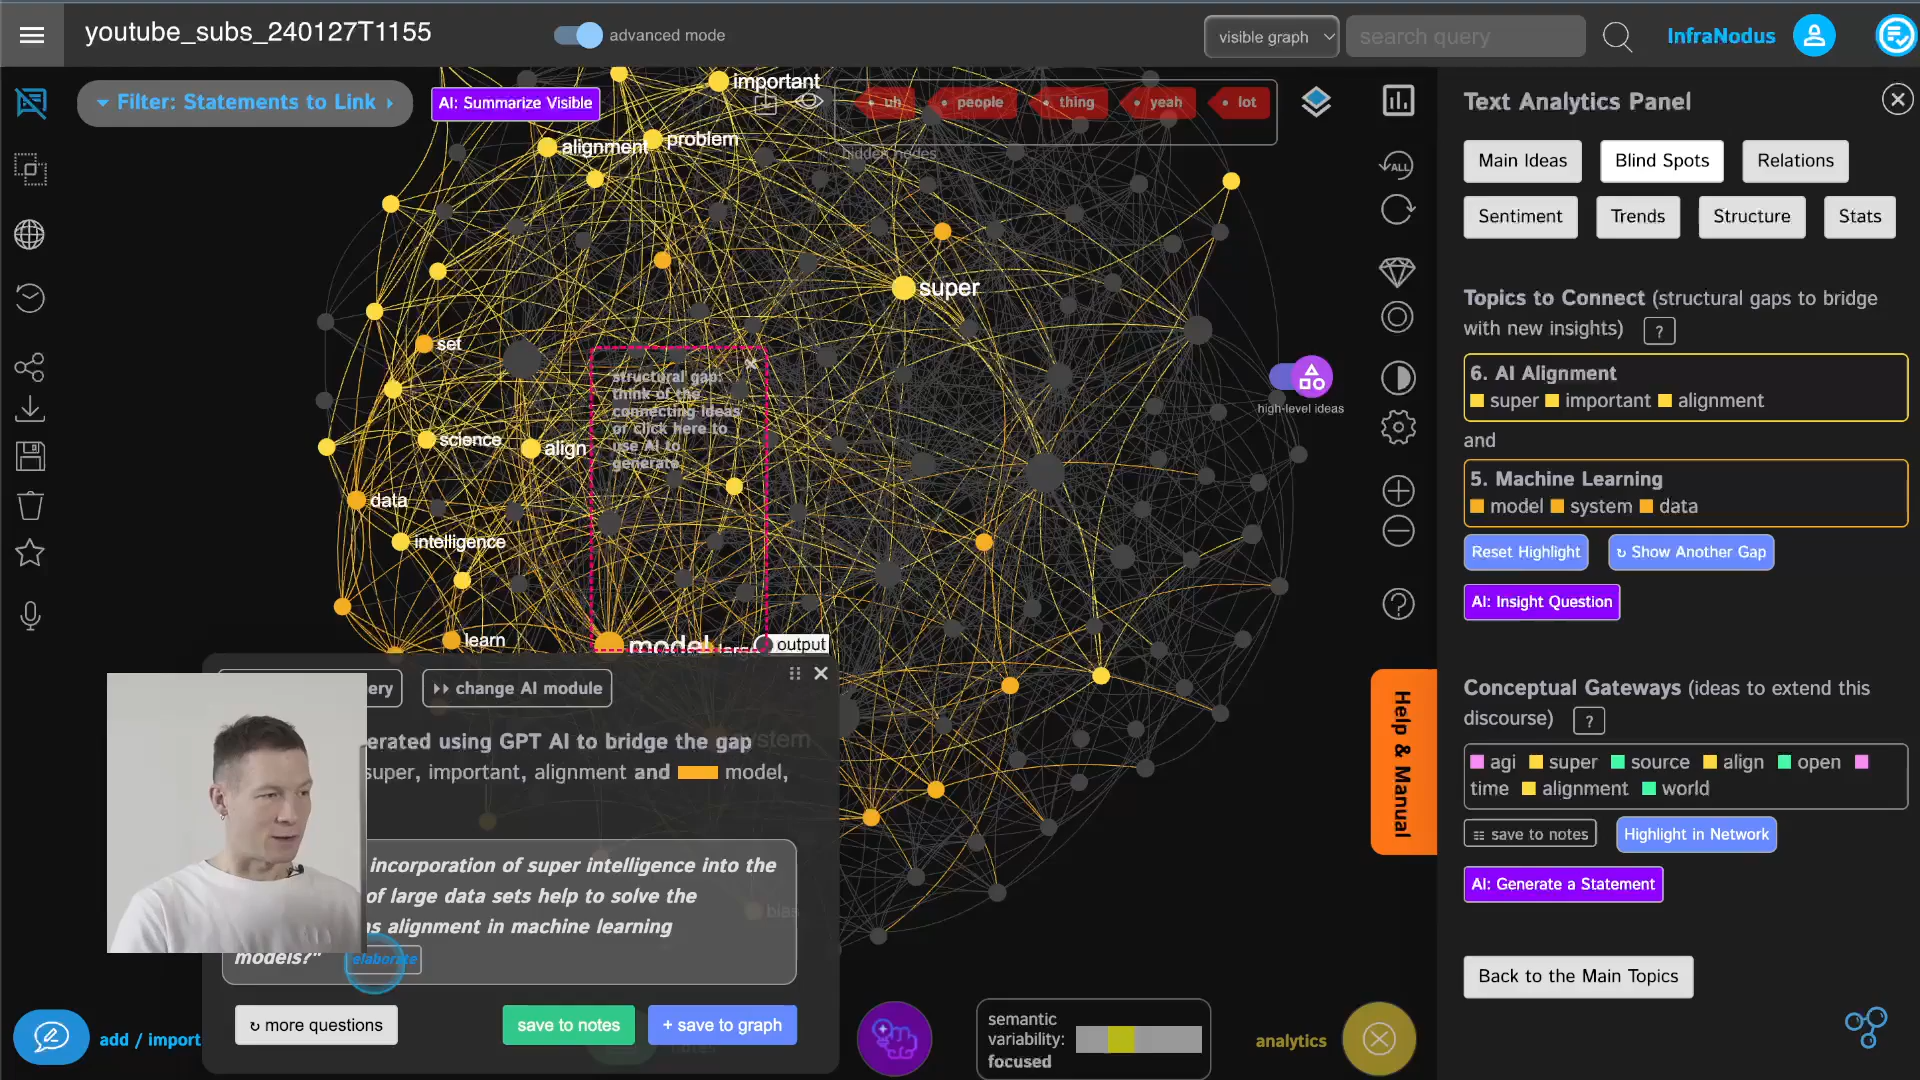 youtube_subs_240127T1155
advanced mode
visible graph
search query
InfraNodus
Filter: Statements to Link
AI: Summarize Visible
important
uh
people
thing
yeah
lot
hidden nodes
alignment
problem
super
set
structural gap:
think of the
connecting ideas
or click here to
use AI to
generate
science
align
data
intelligence
learn
model
output
high-level ideas
ALL
ery
change AI module
erated using GPT AI to bridge the gap
super, important, alignment and model,
incorporation of super intelligence into the
of large data sets help to solve the
alignment in machine learning
models?"
elaborate
bias
more questions
save to notes
+ save to graph
add / import
semantic
variability:
focused
analytics
Help & Manual
Text Analytics Panel
Main Ideas
Blind Spots
Relations
Sentiment
Trends
Structure
Stats
Topics to Connect (structural gaps to bridge
with new insights) ?
6. AI Alignment
super important alignment
and
5. Machine Learning
model system data
Reset Highlight
Show Another Gap
AI: Insight Question
Conceptual Gateways (ideas to extend this
discourse) ?
agi super source align open
time alignment world
save to notes
Highlight in Network
AI: Generate a Statement
Back to the Main Topics